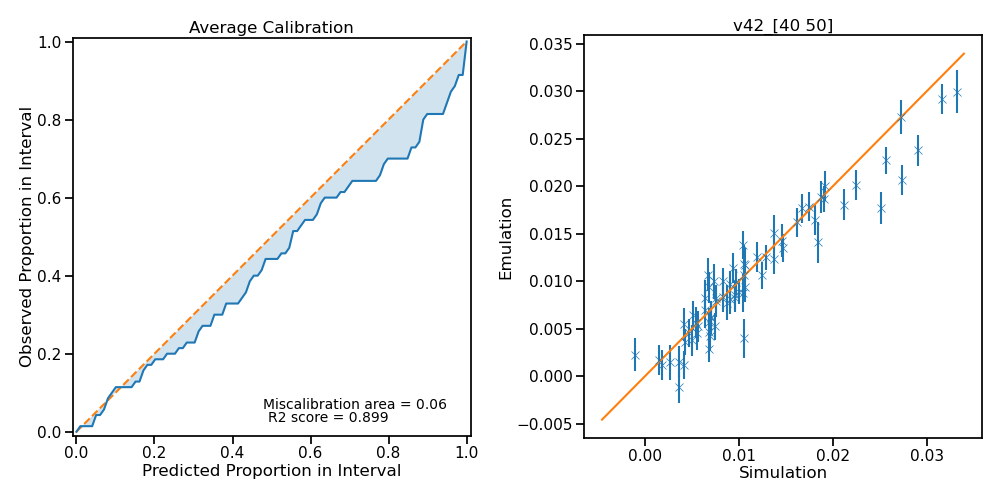 Average Calibration
1.0
0.8
0.6
0.4
0.2
0.0
Observed Proportion in Interval
Miscalibration area = 0.06
R2 score = 0.899
0.0 0.2 0.4 0.6 0.8 1.0
Predicted Proportion in Interval
v42 [40 50]
0.035
0.030
0.025
0.020
0.015
0.010
0.005
0.000
−0.005
Emulation
0.00 0.01 0.02 0.03
Simulation